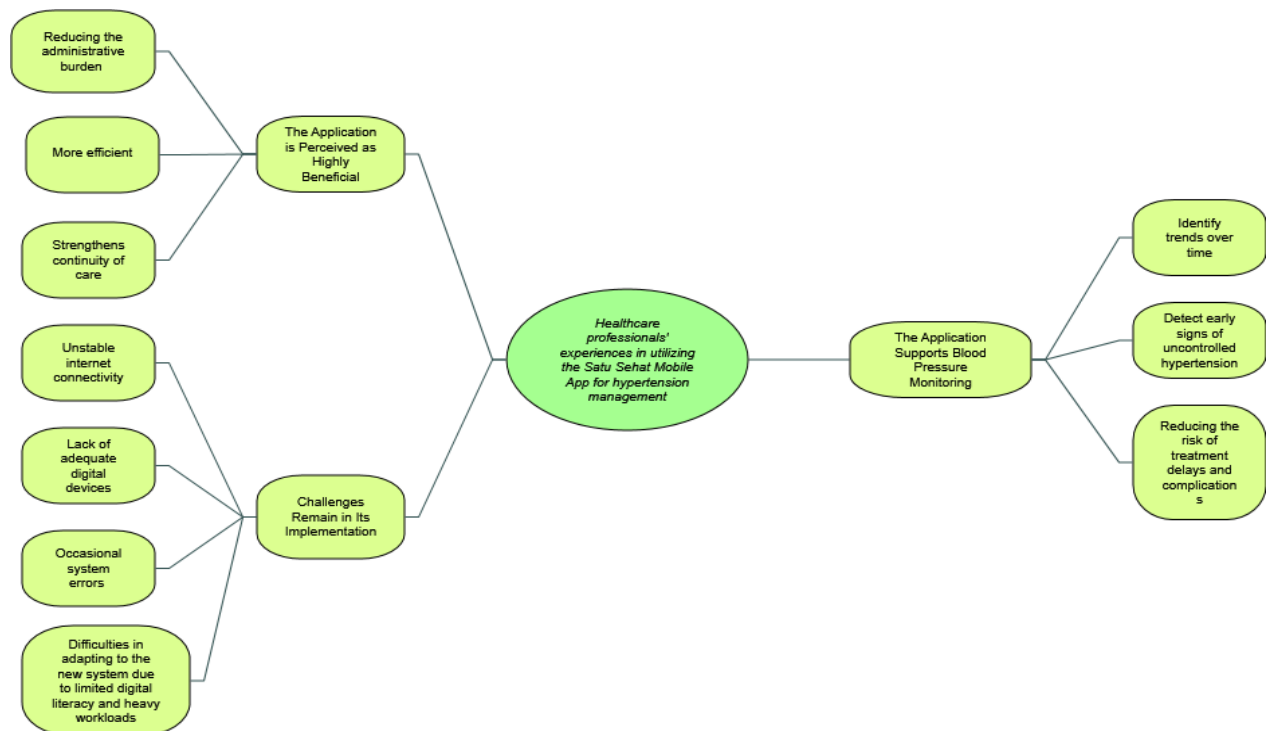 Reducing the
administrative
burden
More efficient
Strengthens
continuity of
care
The Application
is Perceived as
Highly
Beneficial
Unstable
internet
connectivity
Lack of
adequate
digital
devices
Occasional
system
errors
Difficulties in
adapting to the
new system due
to limited digital
literacy and heavy
workloads
Challenges
Remain in Its
Implementation
Healthcare
professionals'
experiences in utilizing
the Satu Sehat Mobile
App for hypertension
management
The Application
Supports Blood
Pressure
Monitoring
Identify
trends over
time
Detect early
signs of
uncontrolled
hypertension
Reducing the
risk of
treatment
delays and
complication
s